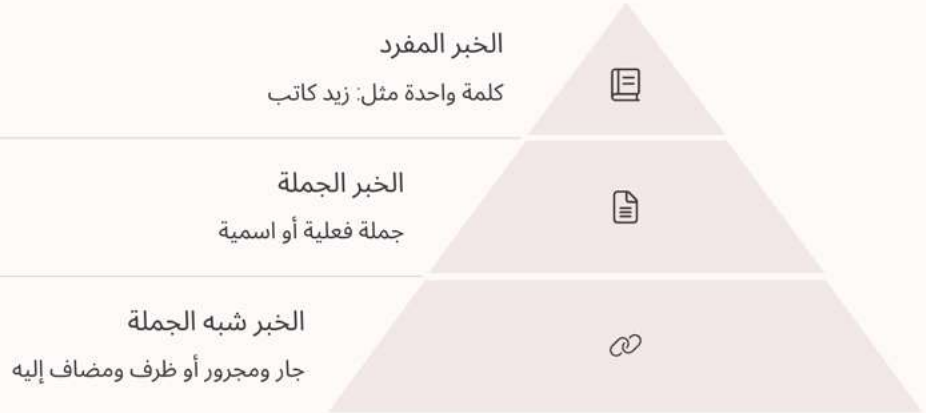 الخبر المفرد
كلمة واحدة مثل: زيد كاتب
الخبر الجملة
جملة فعلية أو اسمية
الخبر شبه الجملة
جار ومجرور أو ظرف ومضاف إليه